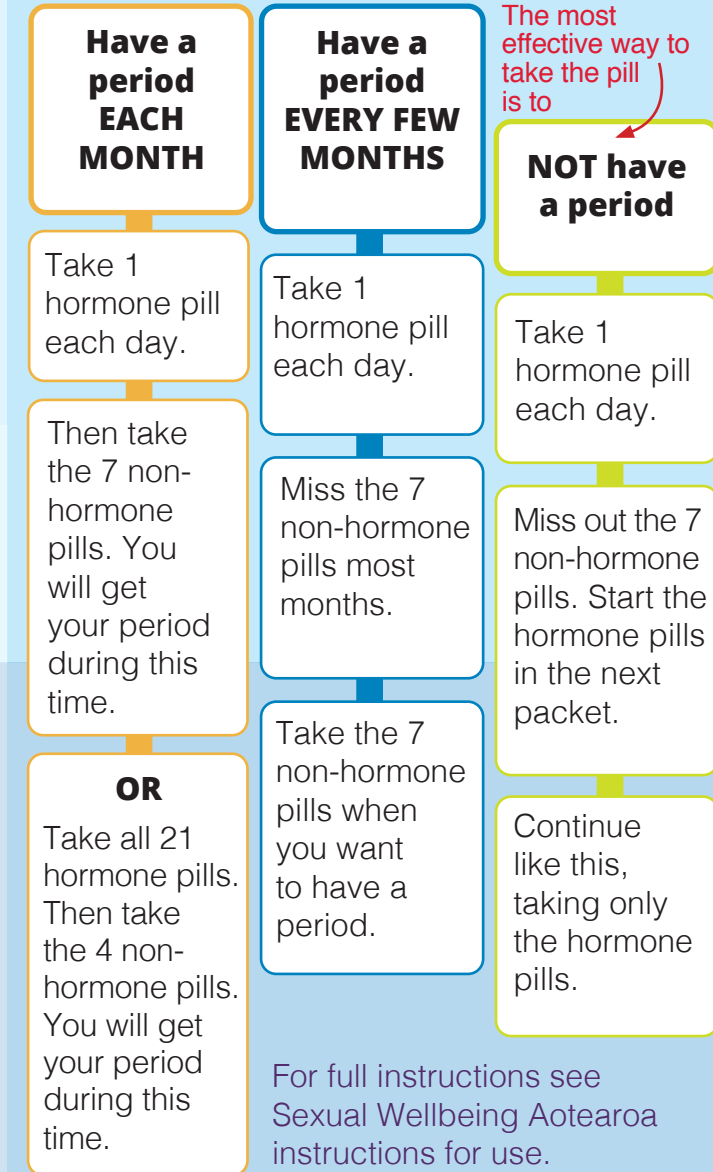 Have a
period
EACH
MONTH
Take 1
hormone pill
each day.
Then take
the 7 non-
hormone
pills. You
will get
your period
during this
time.
OR
Take all 21
hormone pills.
Then take
the 4 non-
hormone pills.
You will get
your period
during this
time.
Have a
period
EVERY FEW
MONTHS
Take 1
hormone pill
each day.
Miss the 7
non-hormone
pills most
months.
Take the 7
non-hormone
pills when
you want
to have a
period.
The most
effective way to
take the pill
is to
NOT have
a period
Take 1
hormone pill
each day.
Miss out the 7
non-hormone
pills. Start the
hormone pills
in the next
packet.
Continue
like this,
taking only
the hormone
pills.
For full instructions see
Sexual Wellbeing Aotearoa
instructions for use.